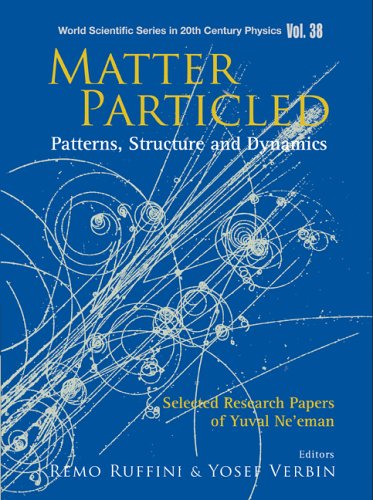 World Scientific Series in 20th Century Physics Vol. 38
MATTER
PARTICLED
Patterns, Structure and Dynamics
Selected Research Papers
of Yuval Ne'eman
Editors
REMO RUFFINI & YOSEF VERBIN